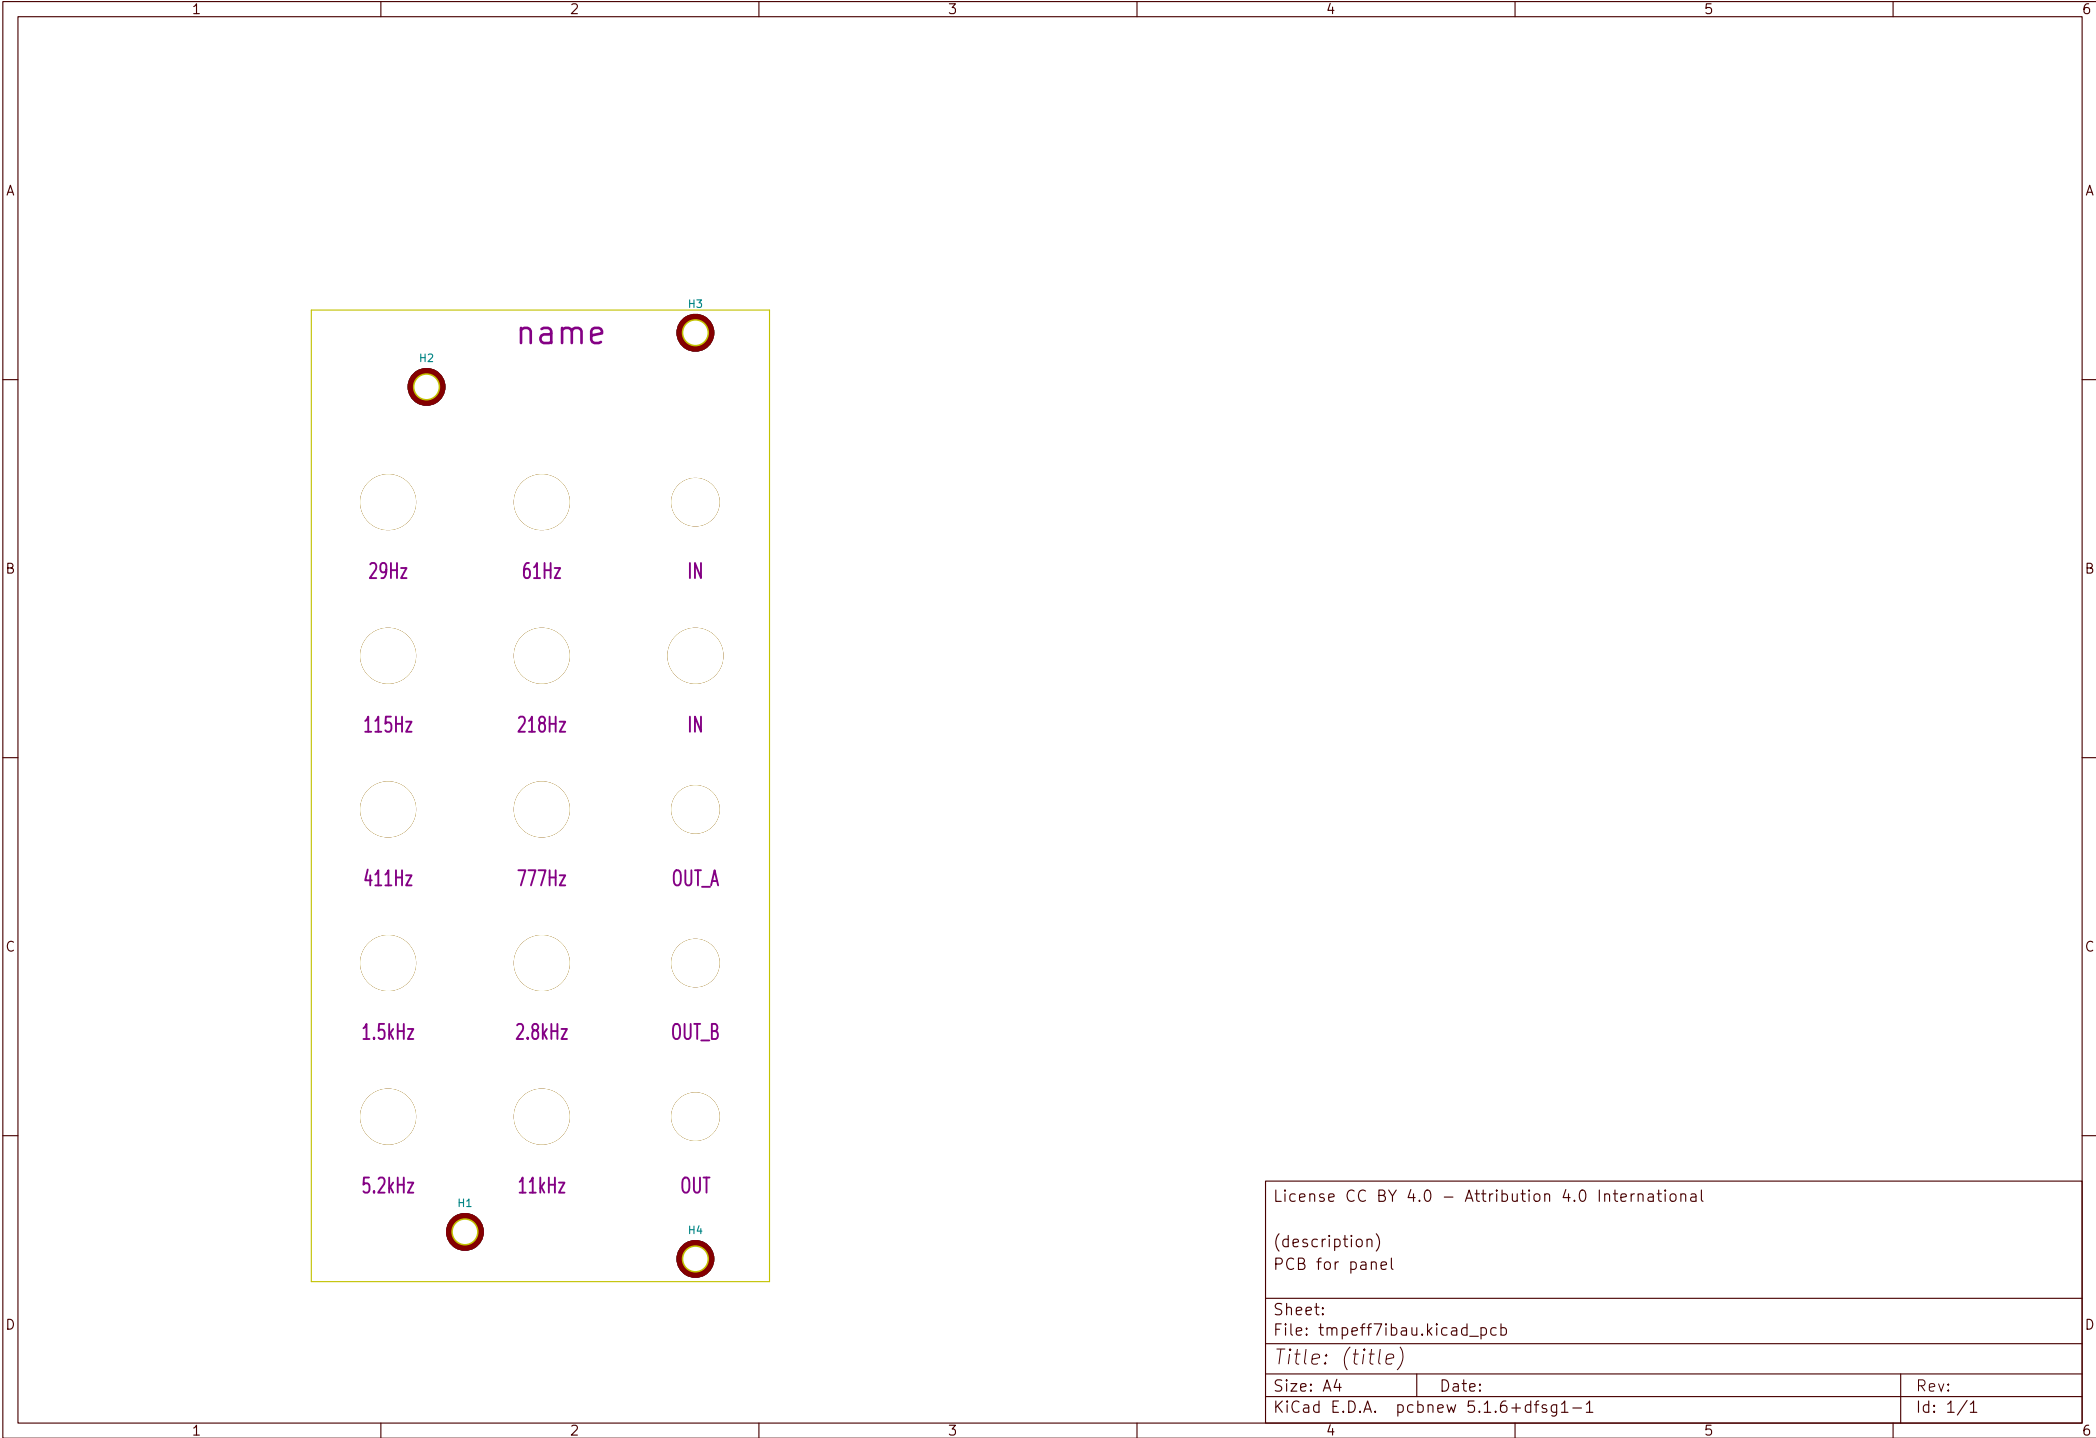 1 2 3 4 5 6
A A
H3
name
H2
29Hz 61Hz IN
B B
115Hz 218Hz IN
411Hz 777Hz OUT_A
C C
1.5kHz 2.8kHz OUT_B
5.2kHz 11kHz OUT
H1
H4
License CC BY 4.0 - Attribution 4.0 International
(description)
PCB for panel
Sheet:
D D
File: tmpeff7ibau.kicad_pcb
Title: (title)
Size: A4 Date: Rev:
KiCad E.D.A. pcbnew 5.1.6+dfsg1-1 Id: 1/1
1 2 3 4 5 6